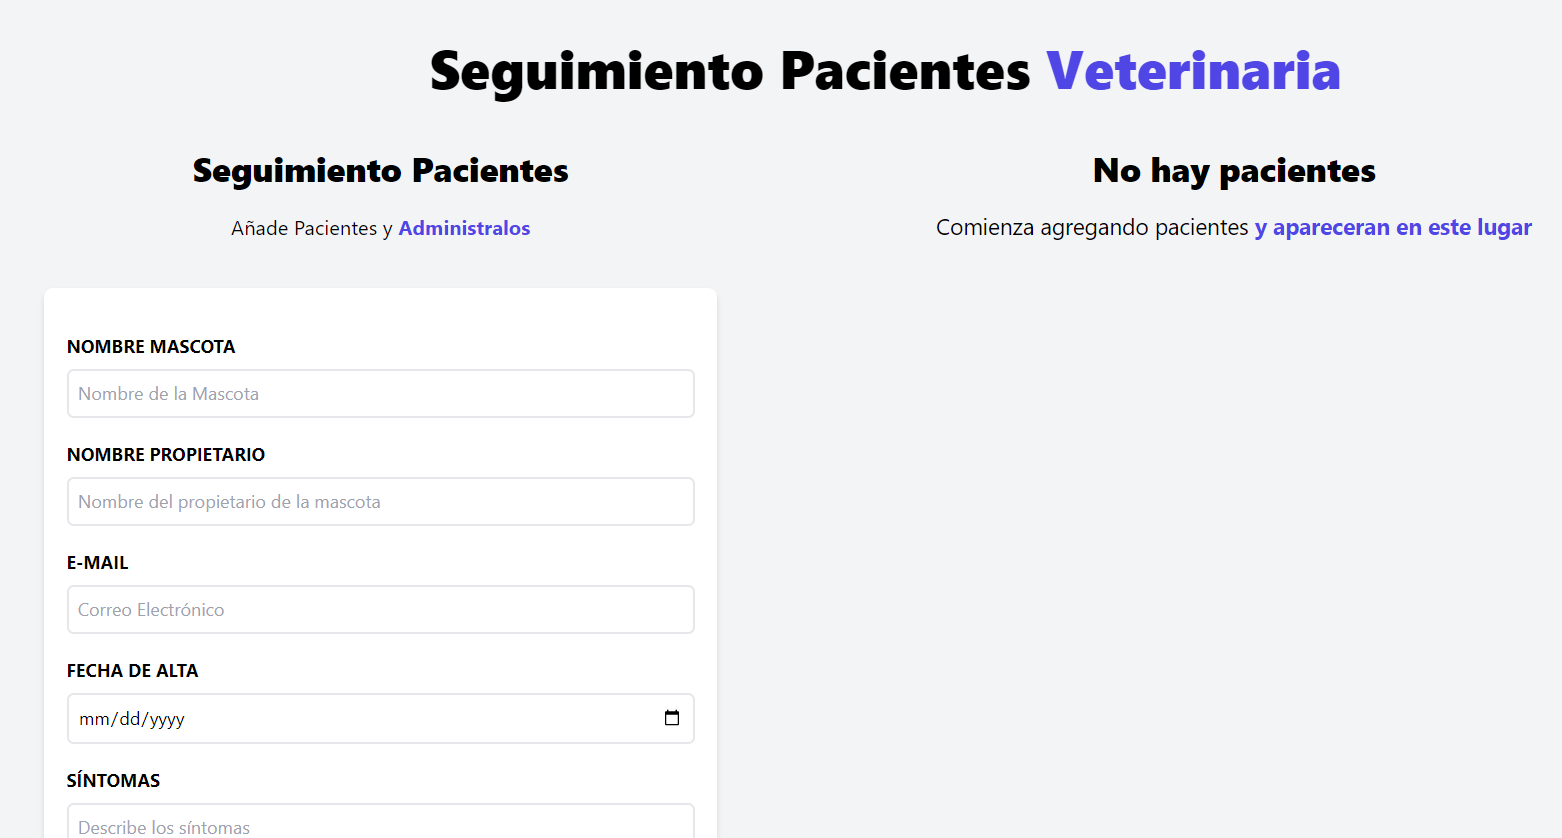 Seguimiento Pacientes Veterinaria
Seguimiento Pacientes
Añade Pacientes y Administralos
NOMBRE MASCOTA
Nombre de la Mascota
NOMBRE PROPIETARIO
Nombre del propietario de la mascota
E-MAIL
Correo Electrónico
FECHA DE ALTA
mm/dd/yyyy
SÍNTOMAS
Describe los síntomas
No hay pacientes
Comienza agregando pacientes y apareceran en este lugar